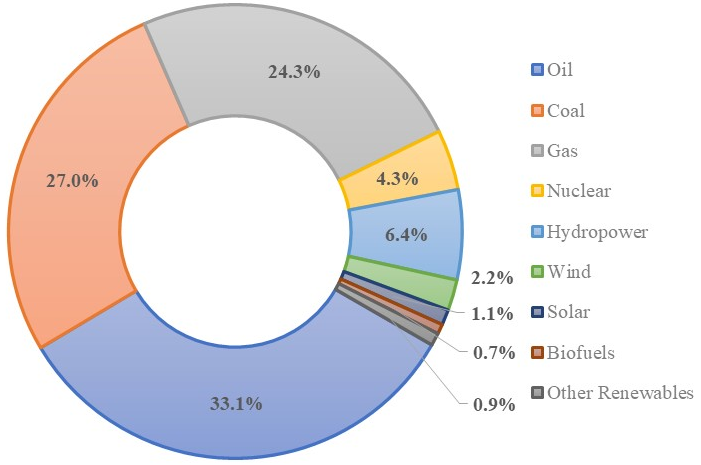 24.3%
27.0%
4.3%
6.4%
2.2%
1.1%
0.7%
0.9%
33.1%
Oil
Coal
Gas
Nuclear
Hydropower
Wind
Solar
Biofuels
Other Renewables